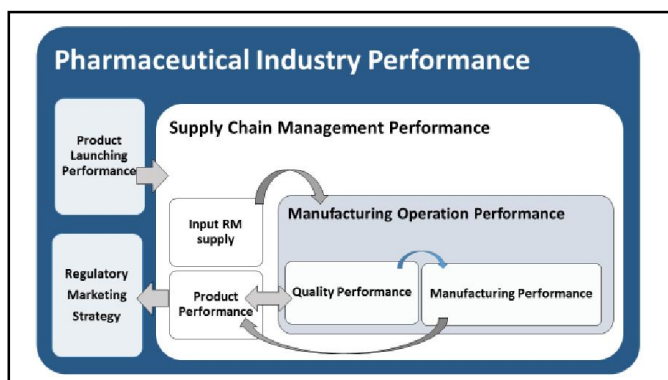 Pharmaceutical Industry Performance
Product
Launching
Performance
Supply Chain Management Performance
Input RM
supply
Manufacturing Operation Performance
Regulatory
Marketing
Strategy
Product
Performance
Quality Performance
Manufacturing Performance